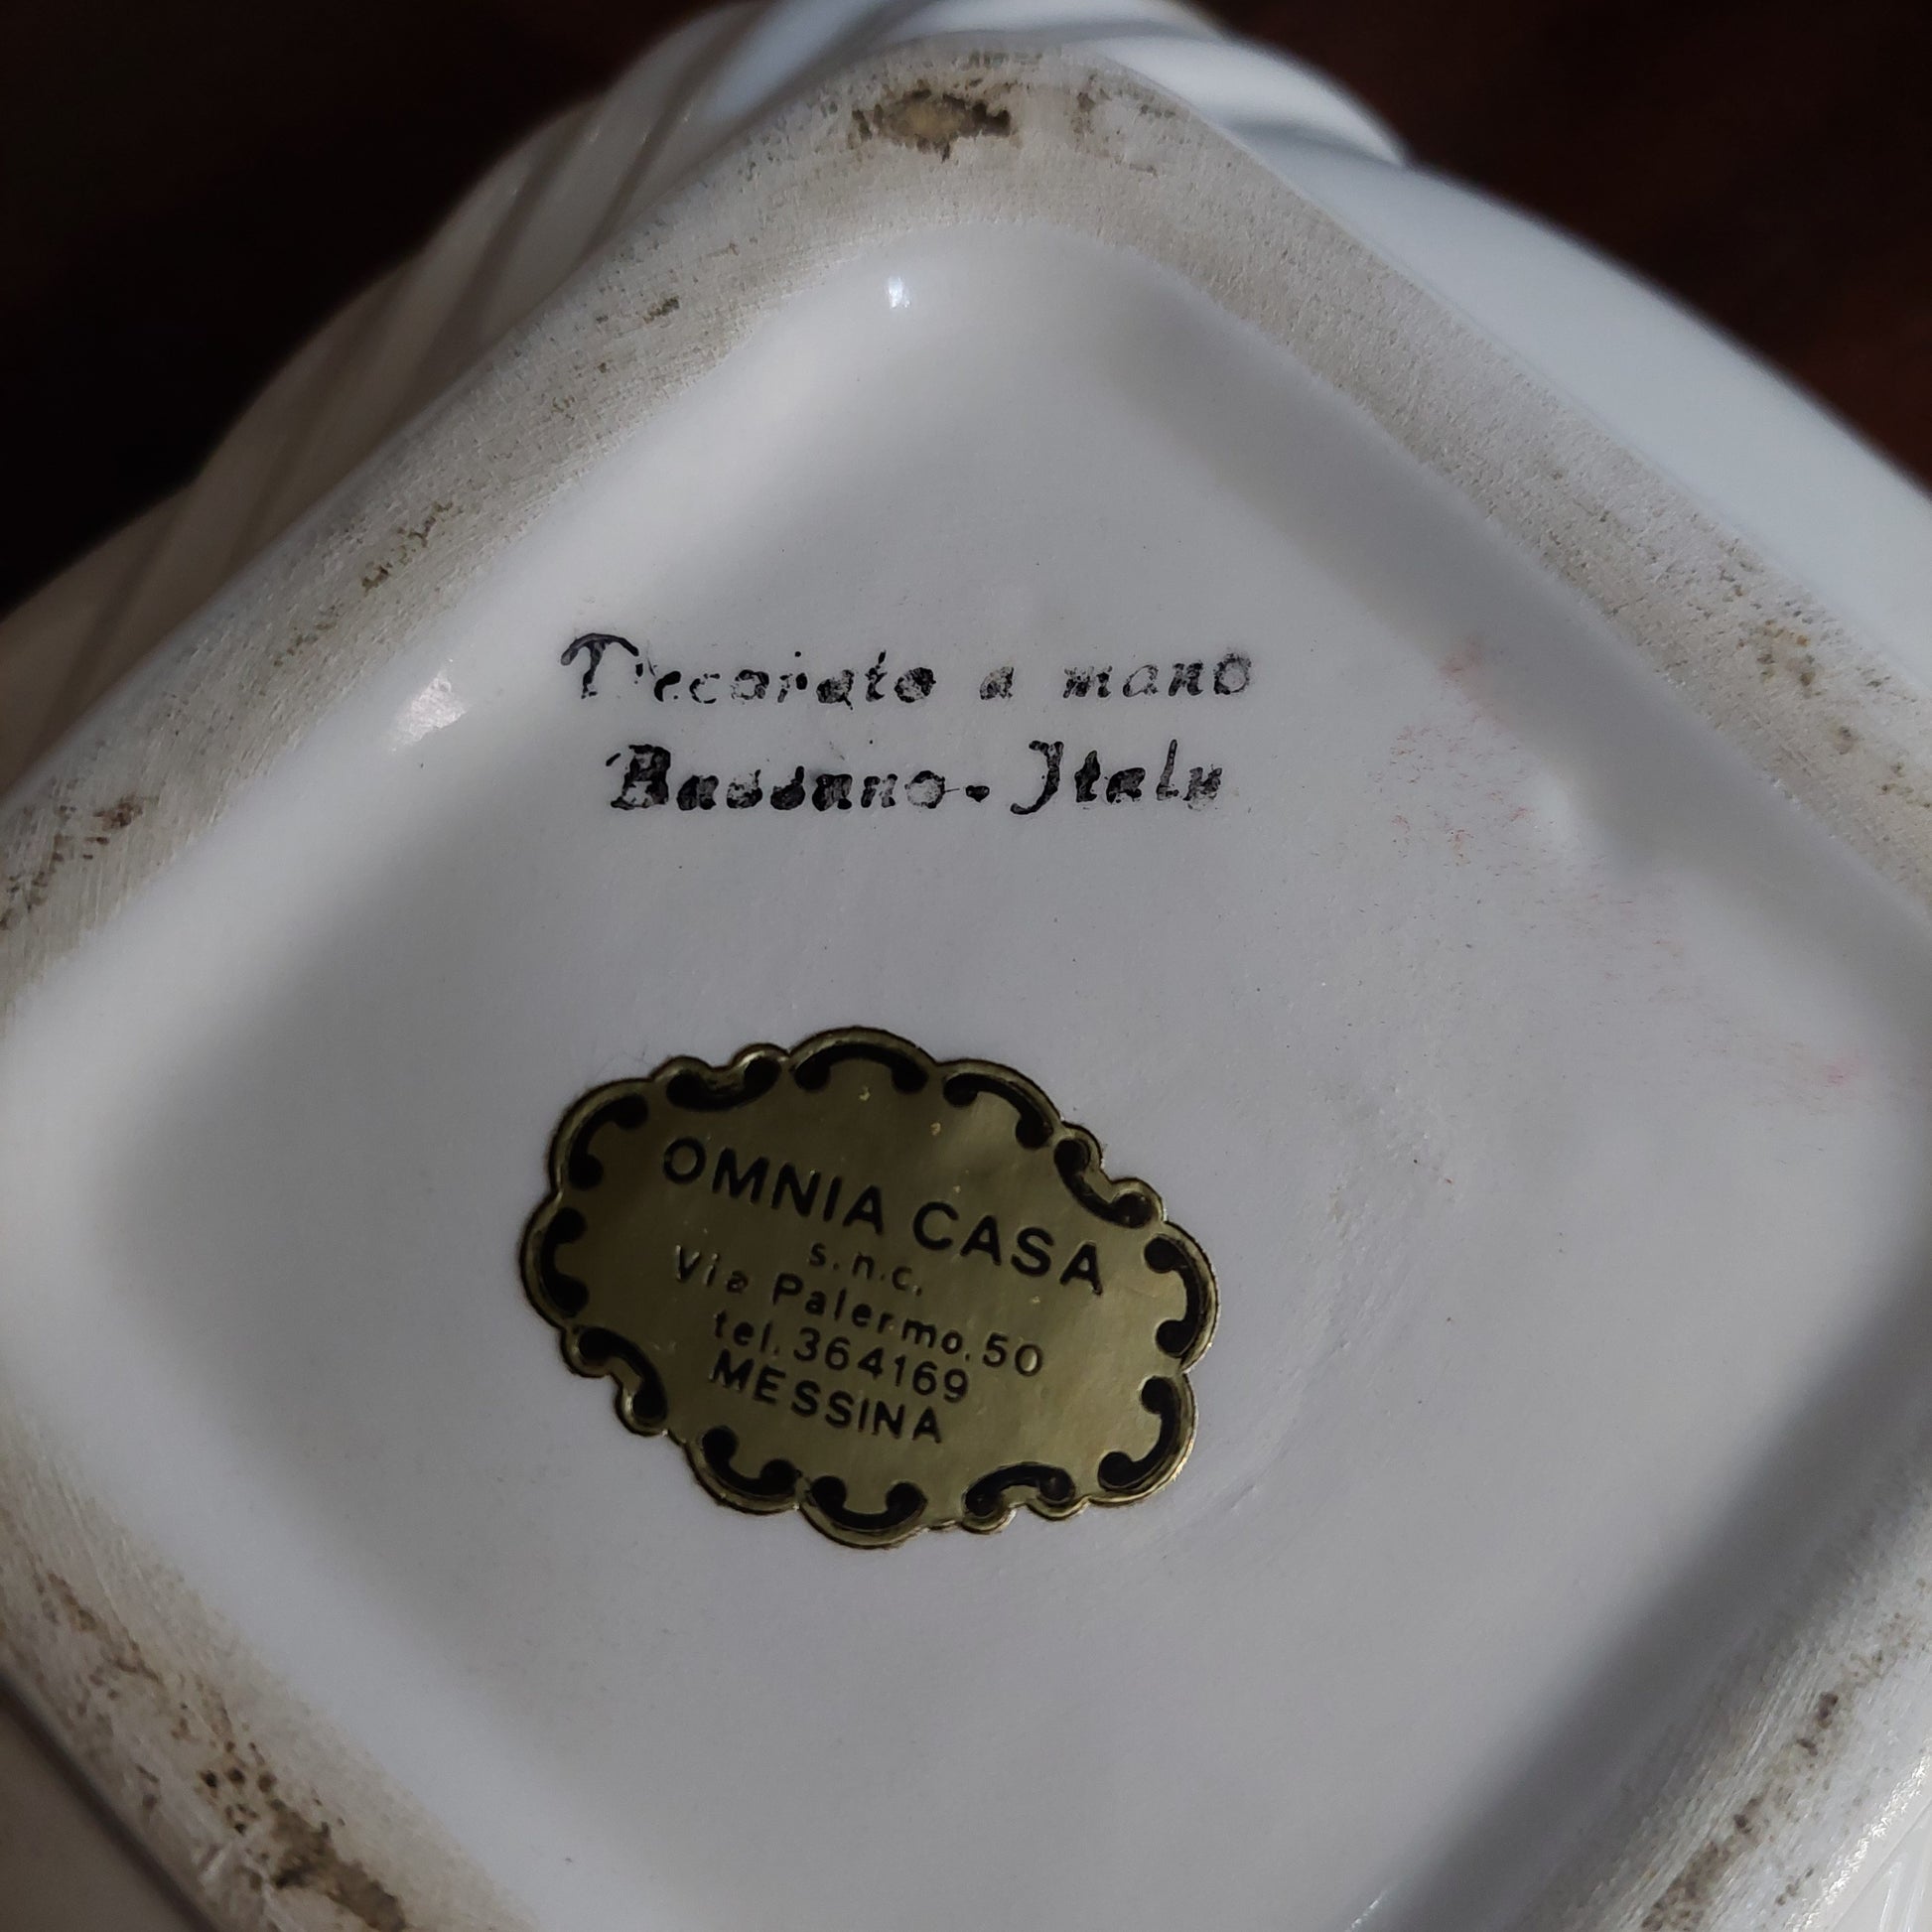 Decorato a mano
Bassano-Italy
OMNIA CASA
s.n.c.
Via Palermo, 50
tel. 364169
MESSINA